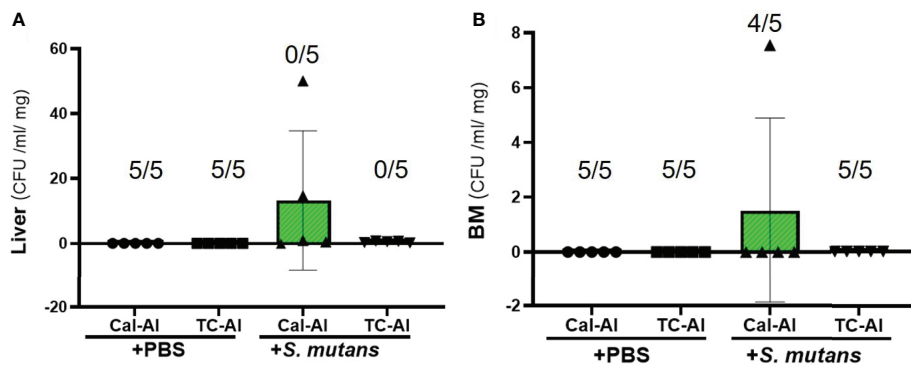 A
Liver (CFU /ml/ mg)
60
40
20
0
-20
5/5
5/5
0/5
0/5
Cal-AI
TC-AI
Cal-AI
TC-AI
+PBS
+S. mutans
B
BM (CFU /ml/ mg)
8
6
4
2
0
-2
5/5
5/5
4/5
5/5
Cal-AI
TC-AI
Cal-AI
TC-AI
+PBS
+S. mutans